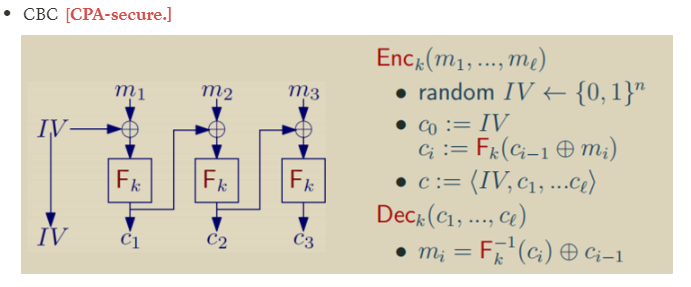 • CBC [CPA-secure.]
m₁ m₂ m₃
IV
Fₖ Fₖ Fₖ
IV c₁ c₂ c₃
Encₖ(m₁, ..., mℓ)
• random IV ← {0, 1}ⁿ
• c₀ := IV
cᵢ := Fₖ(cᵢ₋₁ ⊕ mᵢ)
• c := ⟨IV, c₁, ...cℓ⟩
Decₖ(c₁, ..., cℓ)
• mᵢ = Fₖ⁻¹(cᵢ) ⊕ cᵢ₋₁